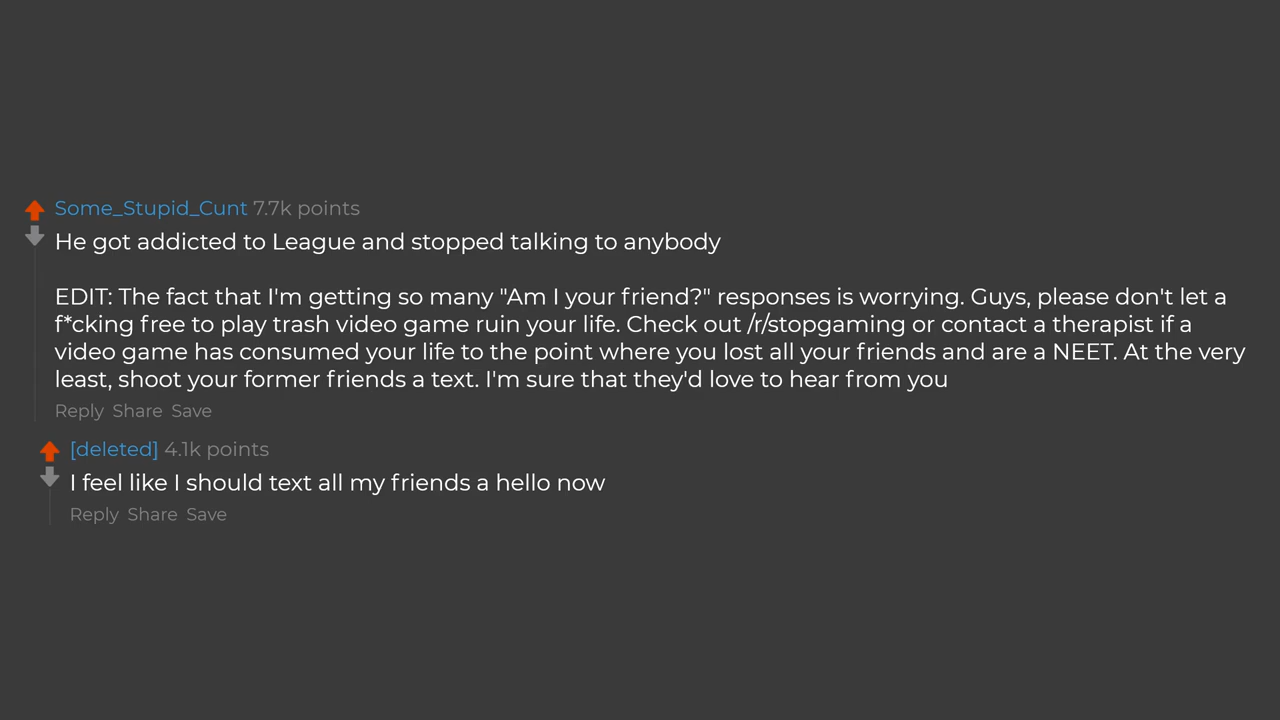 Some_Stupid_Cunt 7.7k points
He got addicted to League and stopped talking to anybody
EDIT: The fact that I'm getting so many "Am I your friend?" responses is worrying. Guys, please don't let a
f*cking free to play trash video game ruin your life. Check out /r/stopgaming or contact a therapist if a
video game has consumed your life to the point where you lost all your friends and are a NEET. At the very
least, shoot your former friends a text. I'm sure that they'd love to hear from you
Reply Share Save
[deleted] 4.1k points
I feel like I should text all my friends a hello now
Reply Share Save